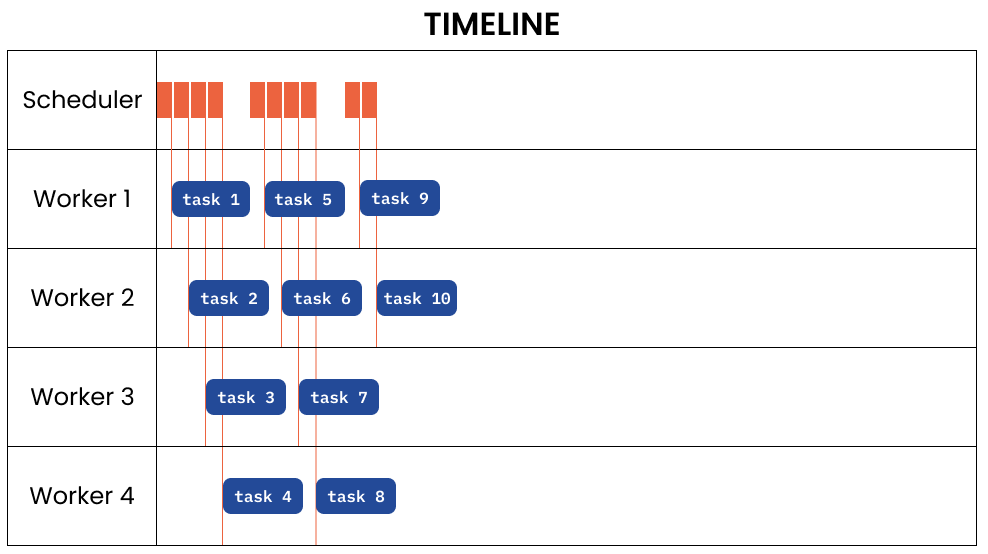 TIMELINE
Scheduler
Worker 1
task 1
task 5
task 9
Worker 2
task 2
task 6
task 10
Worker 3
task 3
task 7
Worker 4
task 4
task 8